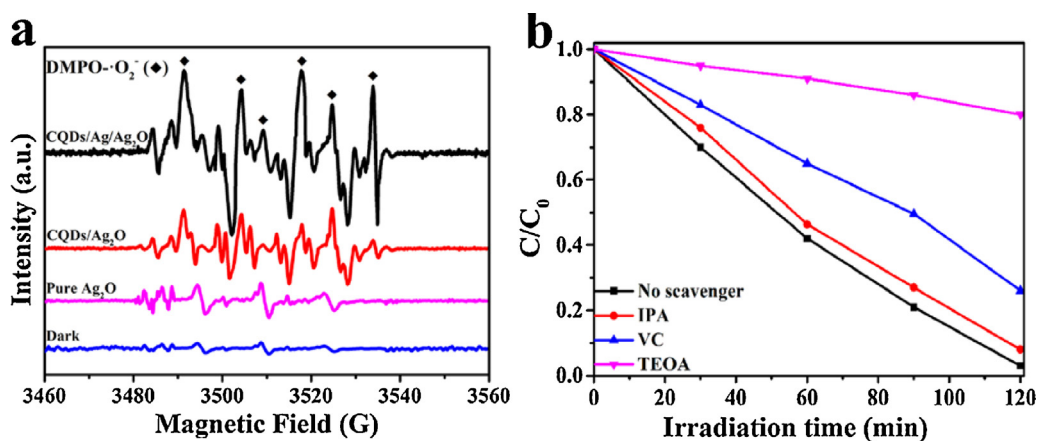 a
DMPO-·O₂⁻ (◆)
CQDs/Ag/Ag₂O
CQDs/Ag₂O
Pure Ag₂O
Dark
Intensity (a.u.)
3460 3480 3500 3520 3540 3560
Magnetic Field (G)
b
1.0
0.8
0.6
0.4
0.2
0.0
C/C₀
No scavenger
IPA
VC
TEOA
0 20 40 60 80 100 120
Irradiation time (min)